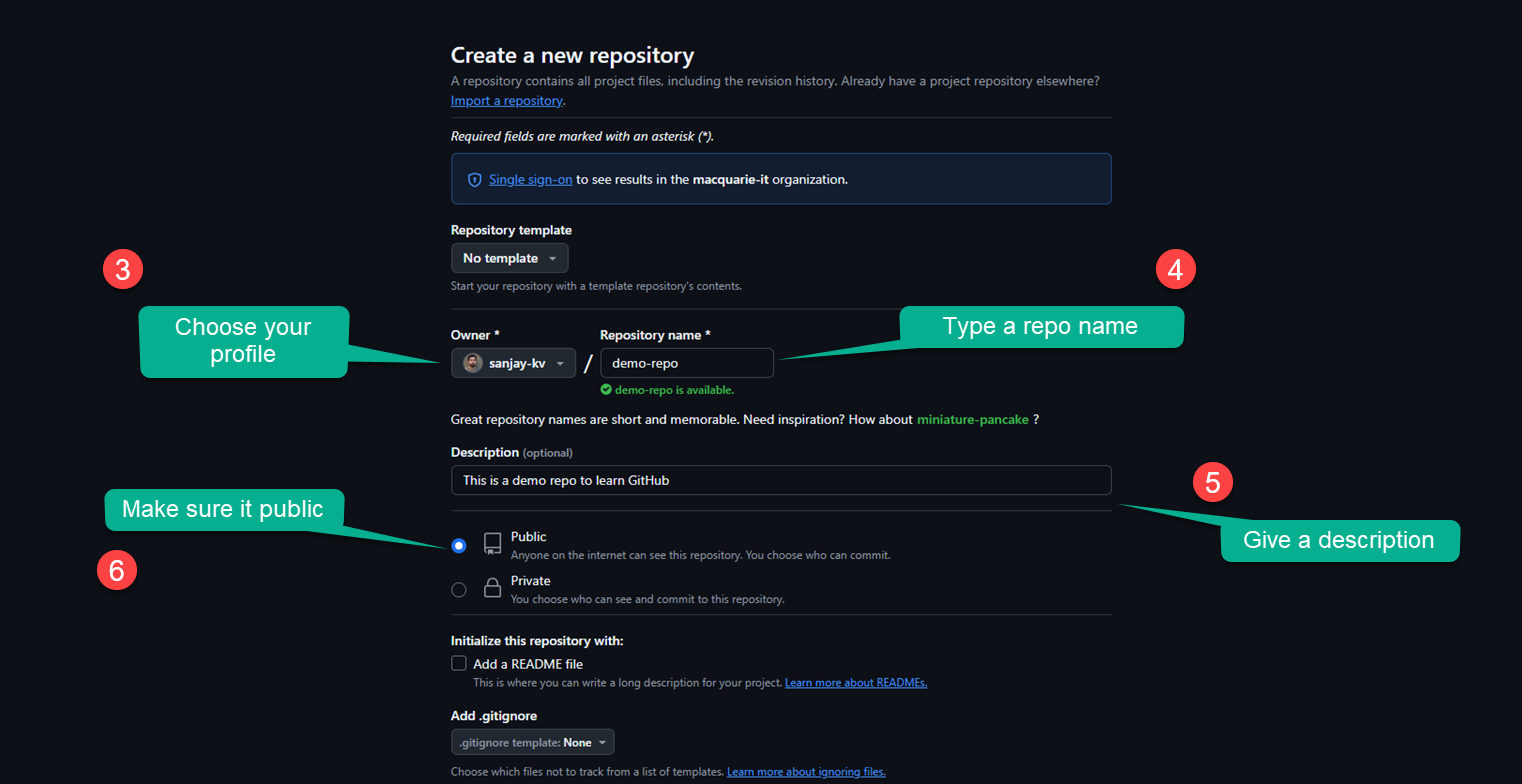 Create a new repository
A repository contains all project files, including the revision history. Already have a project repository elsewhere?
Import a repository.
Required fields are marked with an asterisk (*).
Single sign-on to see results in the macquarie-it organization.
Repository template
No template
Start your repository with a template repository's contents.
3
Choose your
profile
4
Type a repo name
Owner *
Repository name *
sanjay-kv
/
demo-repo
demo-repo is available.
Great repository names are short and memorable. Need inspiration? How about miniature-pancake ?
Description (optional)
This is a demo repo to learn GitHub
5
Give a description
Make sure it public
6
Public
Anyone on the internet can see this repository. You choose who can commit.
Private
You choose who can see and commit to this repository.
Initialize this repository with:
Add a README file
This is where you can write a long description for your project. Learn more about READMEs.
Add .gitignore
.gitignore template: None
Choose which files not to track from a list of templates. Learn more about ignoring files.